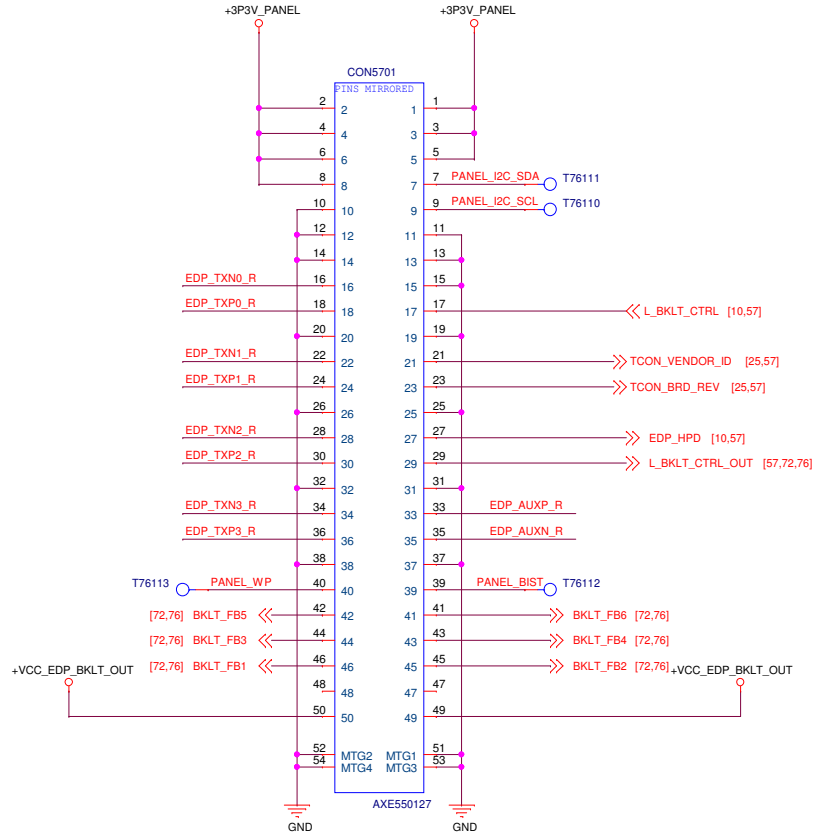 +3P3V_PANEL +3P3V_PANEL
CON5701
PINS MIRRORED
2 2 1 1
4 4 3 3
6 6 5 5
8 8 7 7 PANEL_I2C_SDA T76111
10 10 9 9 PANEL_I2C_SCL T76110
12 12 11 11
14 14 13 13
EDP_TXN0_R 16 16 15 15
EDP_TXP0_R 18 18 17 17 L_BKLT_CTRL [10,57]
20 20 19 19
EDP_TXN1_R 22 22 21 21 TCON_VENDOR_ID [25,57]
EDP_TXP1_R 24 24 23 23 TCON_BRD_REV [25,57]
26 26 25 25
EDP_TXN2_R 28 28 27 27 EDP_HPD [10,57]
EDP_TXP2_R 30 30 29 29 L_BKLT_CTRL_OUT [57,72,76]
32 32 31 31
EDP_TXN3_R 34 34 33 33 EDP_AUXP_R
EDP_TXP3_R 36 36 35 35 EDP_AUXN_R
38 38 37 37
T76113 PANEL_WP 40 40 39 39 PANEL_BIST T76112
[72,76] BKLT_FB5 42 42 41 41 BKLT_FB6 [72,76]
[72,76] BKLT_FB3 44 44 43 43 BKLT_FB4 [72,76]
[72,76] BKLT_FB1 46 46 45 45 BKLT_FB2 [72,76]
+VCC_EDP_BKLT_OUT 48 48 47 47 +VCC_EDP_BKLT_OUT
50 50 49 49
52 MTG2 MTG1 51
54 MTG4 MTG3 53
AXE550127
GND GND